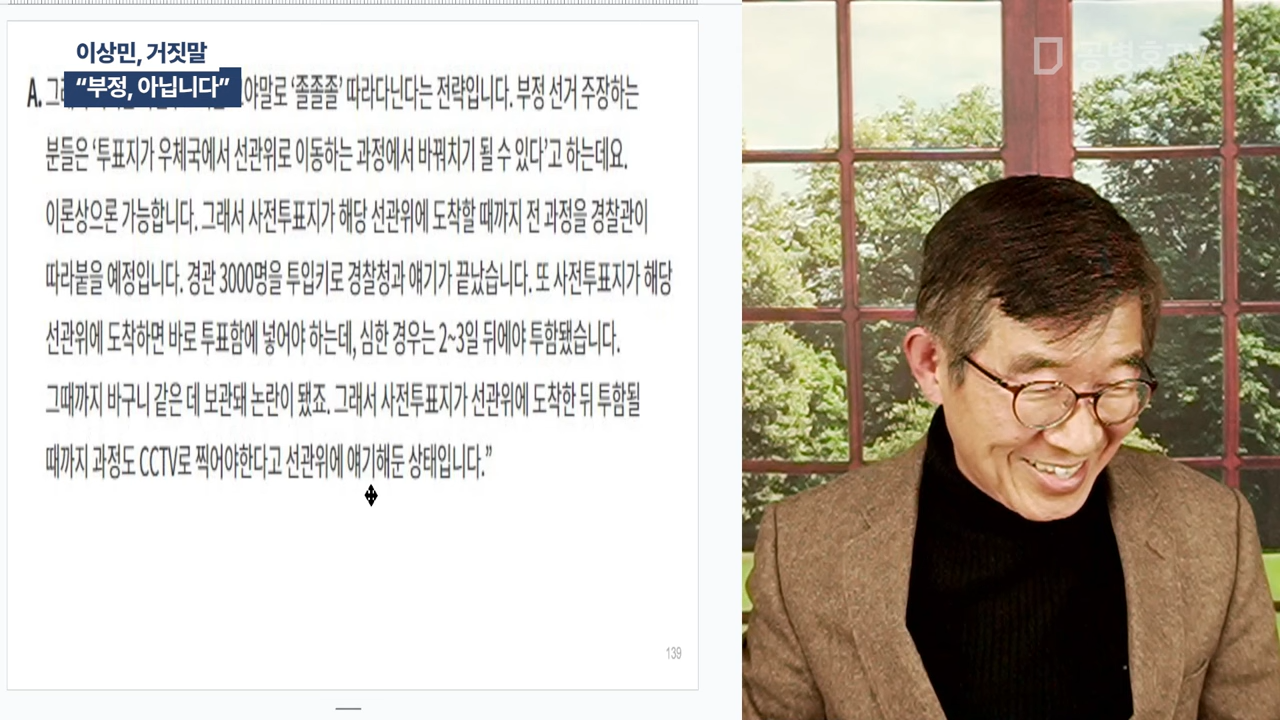 이상민, 거짓말
“부정, 아닙니다”
A. 그 야말로 ‘졸졸졸’ 따라다닌다는 전략입니다. 부정 선거 주장하는
분들은 ‘투표지가 우체국에서 선관위로 이동하는 과정에서 바꿔치기 될 수 있다’고 하는데요.
이론상으론 가능합니다. 그래서 사전투표지가 해당 선관위에 도착할 때까지 전 과정을 경찰관이
따라붙을 예정입니다. 경관 3000명을 투입키로 경찰청과 얘기가 끝났습니다. 또 사전투표지가 해당
선관위에 도착하면 바로 투표함에 넣어야 하는데, 심한 경우는 2~3일 뒤에야 투함됐습니다.
그때까지 바구니 같은 데 보관돼 논란이 됐죠. 그래서 사전투표지가 선관위에 도착한 뒤 투함될
때까지 과정도 CCTV로 찍어야한다고 선관위에 얘기해둔 상태입니다.”
139
공병호TV